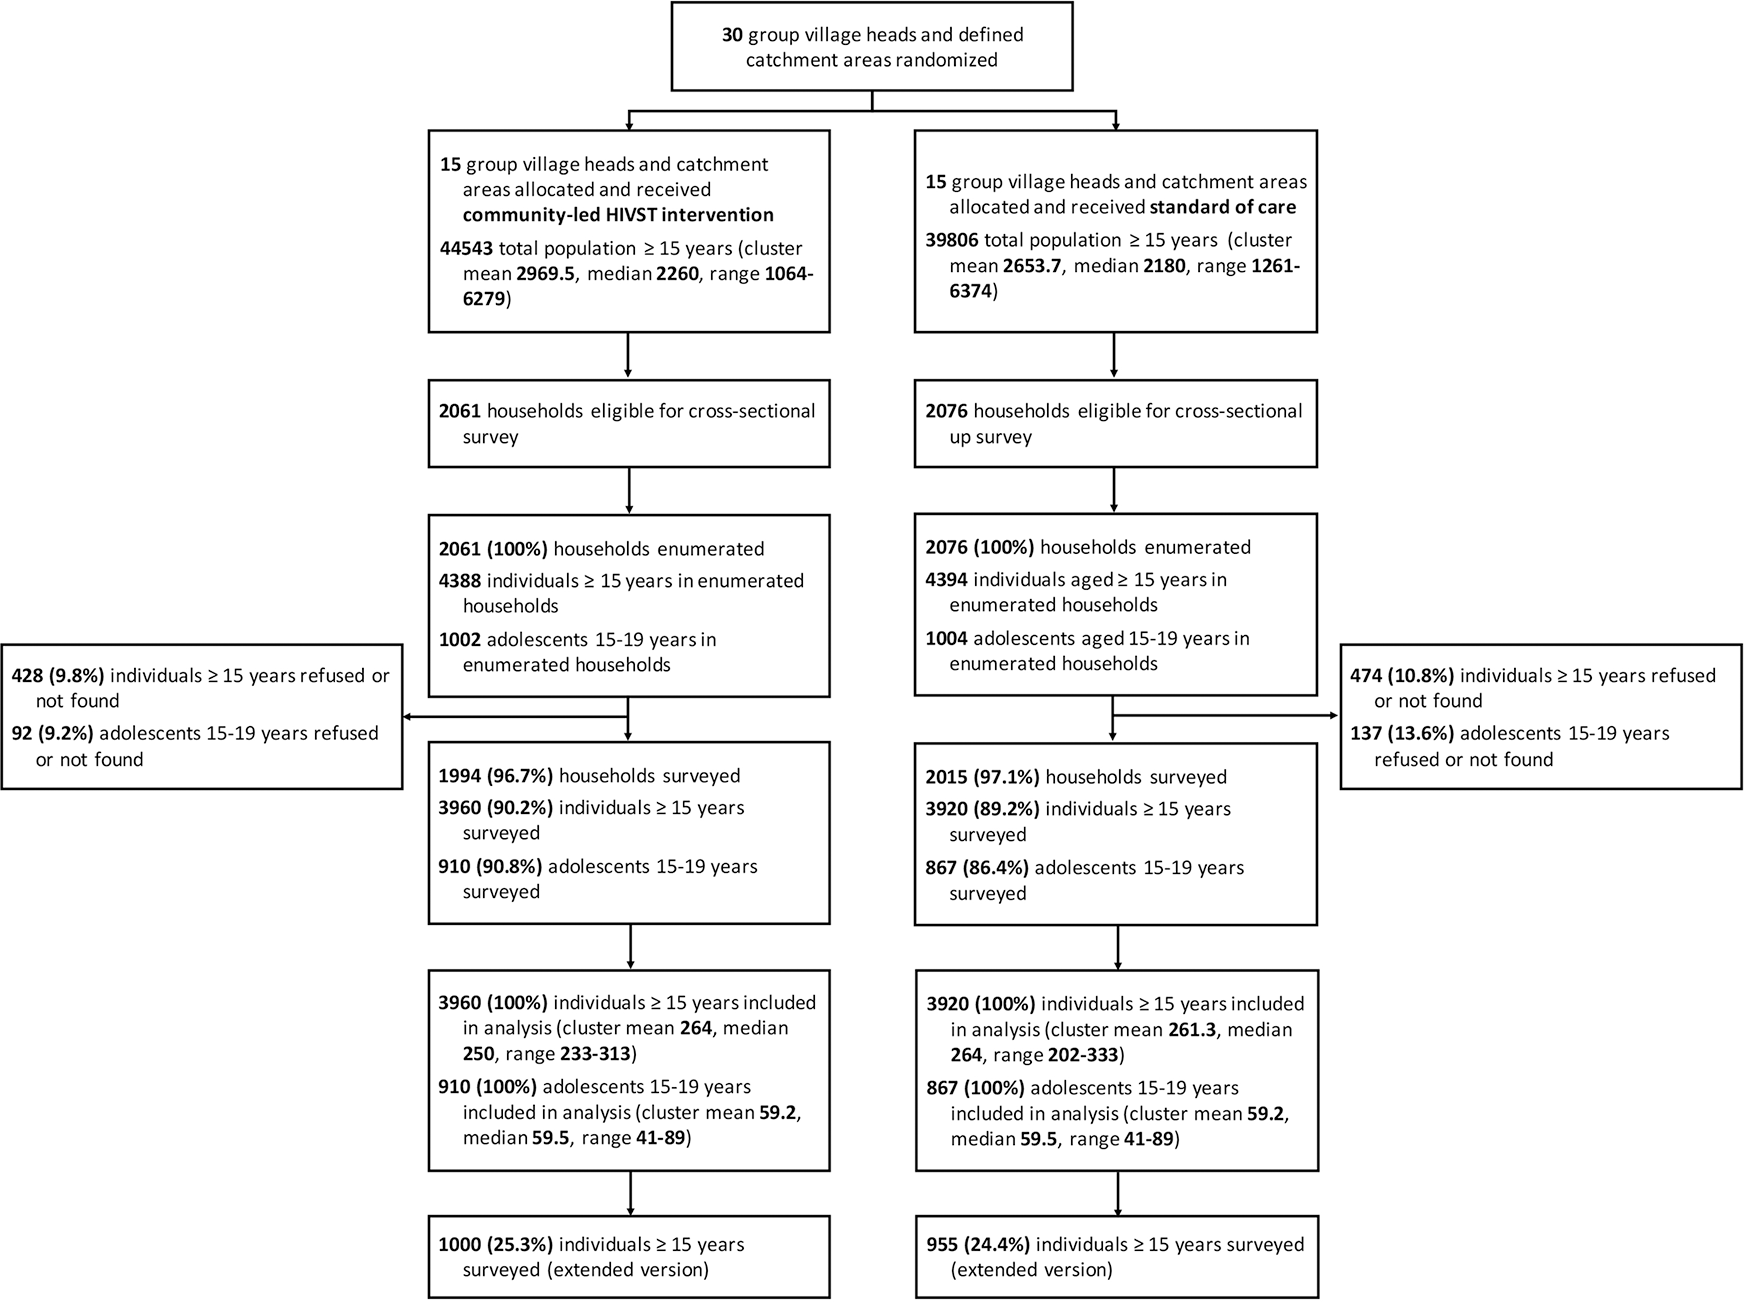 30 group village heads and defined
catchment areas randomized
15 group village heads and catchment
areas allocated and received
community-led HIVST intervention
44543 total population ≥ 15 years (cluster
mean 2969.5, median 2260, range 1064-
6279)
15 group village heads and catchment areas
allocated and received standard of care
39806 total population ≥ 15 years (cluster
mean 2653.7, median 2180, range 1261-
6374)
2061 households eligible for cross-sectional
survey
2076 households eligible for cross-sectional
up survey
2061 (100%) households enumerated
4388 individuals ≥ 15 years in enumerated
households
1002 adolescents 15-19 years in
enumerated households
2076 (100%) households enumerated
4394 individuals aged ≥ 15 years in
enumerated households
1004 adolescents aged 15-19 years in
enumerated households
428 (9.8%) individuals ≥ 15 years refused or
not found
92 (9.2%) adolescents 15-19 years refused
or not found
474 (10.8%) individuals ≥ 15 years refused
or not found
137 (13.6%) adolescents 15-19 years
refused or not found
1994 (96.7%) households surveyed
3960 (90.2%) individuals ≥ 15 years
surveyed
910 (90.8%) adolescents 15-19 years
surveyed
2015 (97.1%) households surveyed
3920 (89.2%) individuals ≥ 15 years
surveyed
867 (86.4%) adolescents 15-19 years
surveyed
3960 (100%) individuals ≥ 15 years included
in analysis (cluster mean 264, median
250, range 233-313)
910 (100%) adolescents 15-19 years
included in analysis (cluster mean 59.2,
median 59.5, range 41-89)
3920 (100%) individuals ≥ 15 years included
in analysis (cluster mean 261.3, median
264, range 202-333)
867 (100%) adolescents 15-19 years
included in analysis (cluster mean 59.2,
median 59.5, range 41-89)
1000 (25.3%) individuals ≥ 15 years
surveyed (extended version)
955 (24.4%) individuals ≥ 15 years surveyed
(extended version)